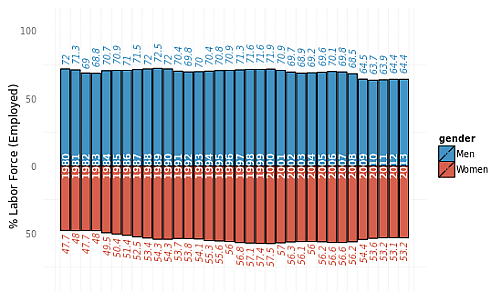 % Labor Force (Employed)
100
50
0
50
72 71.3 69 68.8 70.7 70.9 71 71.5 72 72.5 72 70.4 69.8 70 70.4 70.8 70.9 71.3 71.6 71.6 71.9 70.9 69.7 68.9 69.2 69.6 70.1 69.8 68.5 64.5 63.7 63.9 64.4 64.4
1980 1981 1982 1983 1984 1985 1986 1987 1988 1989 1990 1991 1992 1993 1994 1995 1996 1997 1998 1999 2000 2001 2002 2003 2004 2005 2006 2007 2008 2009 2010 2011 2012 2013
47.7 48 47.7 48 49.5 50.4 51.4 52.5 53.4 54.3 54.3 53.7 53.8 54.1 55.3 55.6 56 56.8 57.1 57.4 57.5 57 56.3 56.1 56 56.2 56.6 56.6 56.2 54.4 53.6 53.2 53.1 53.2
gender
Men
Women